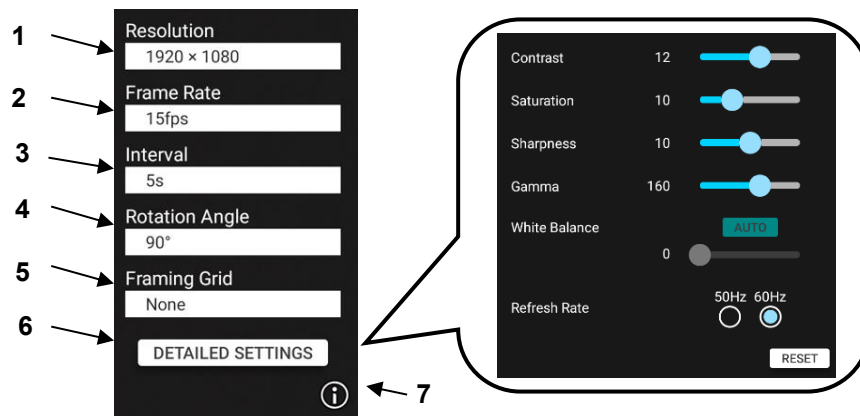 1
Resolution
1920 × 1080
2
Frame Rate
15fps
3
Interval
5s
4
Rotation Angle
90°
5
Framing Grid
None
6
DETAILED SETTINGS
7
Contrast 12
Saturation 10
Sharpness 10
Gamma 160
White Balance AUTO
0
50Hz 60Hz
Refresh Rate
RESET